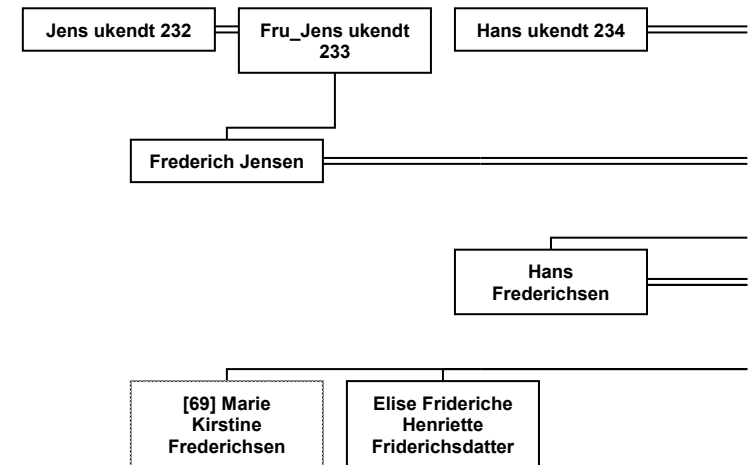 Jens ukendt 232
Fru_Jens ukendt
233
Hans ukendt 234
Frederich Jensen
Hans
Frederichsen
[69] Marie
Kirstine
Frederichsen
Elise Frideriche
Henriette
Friderichsdatter